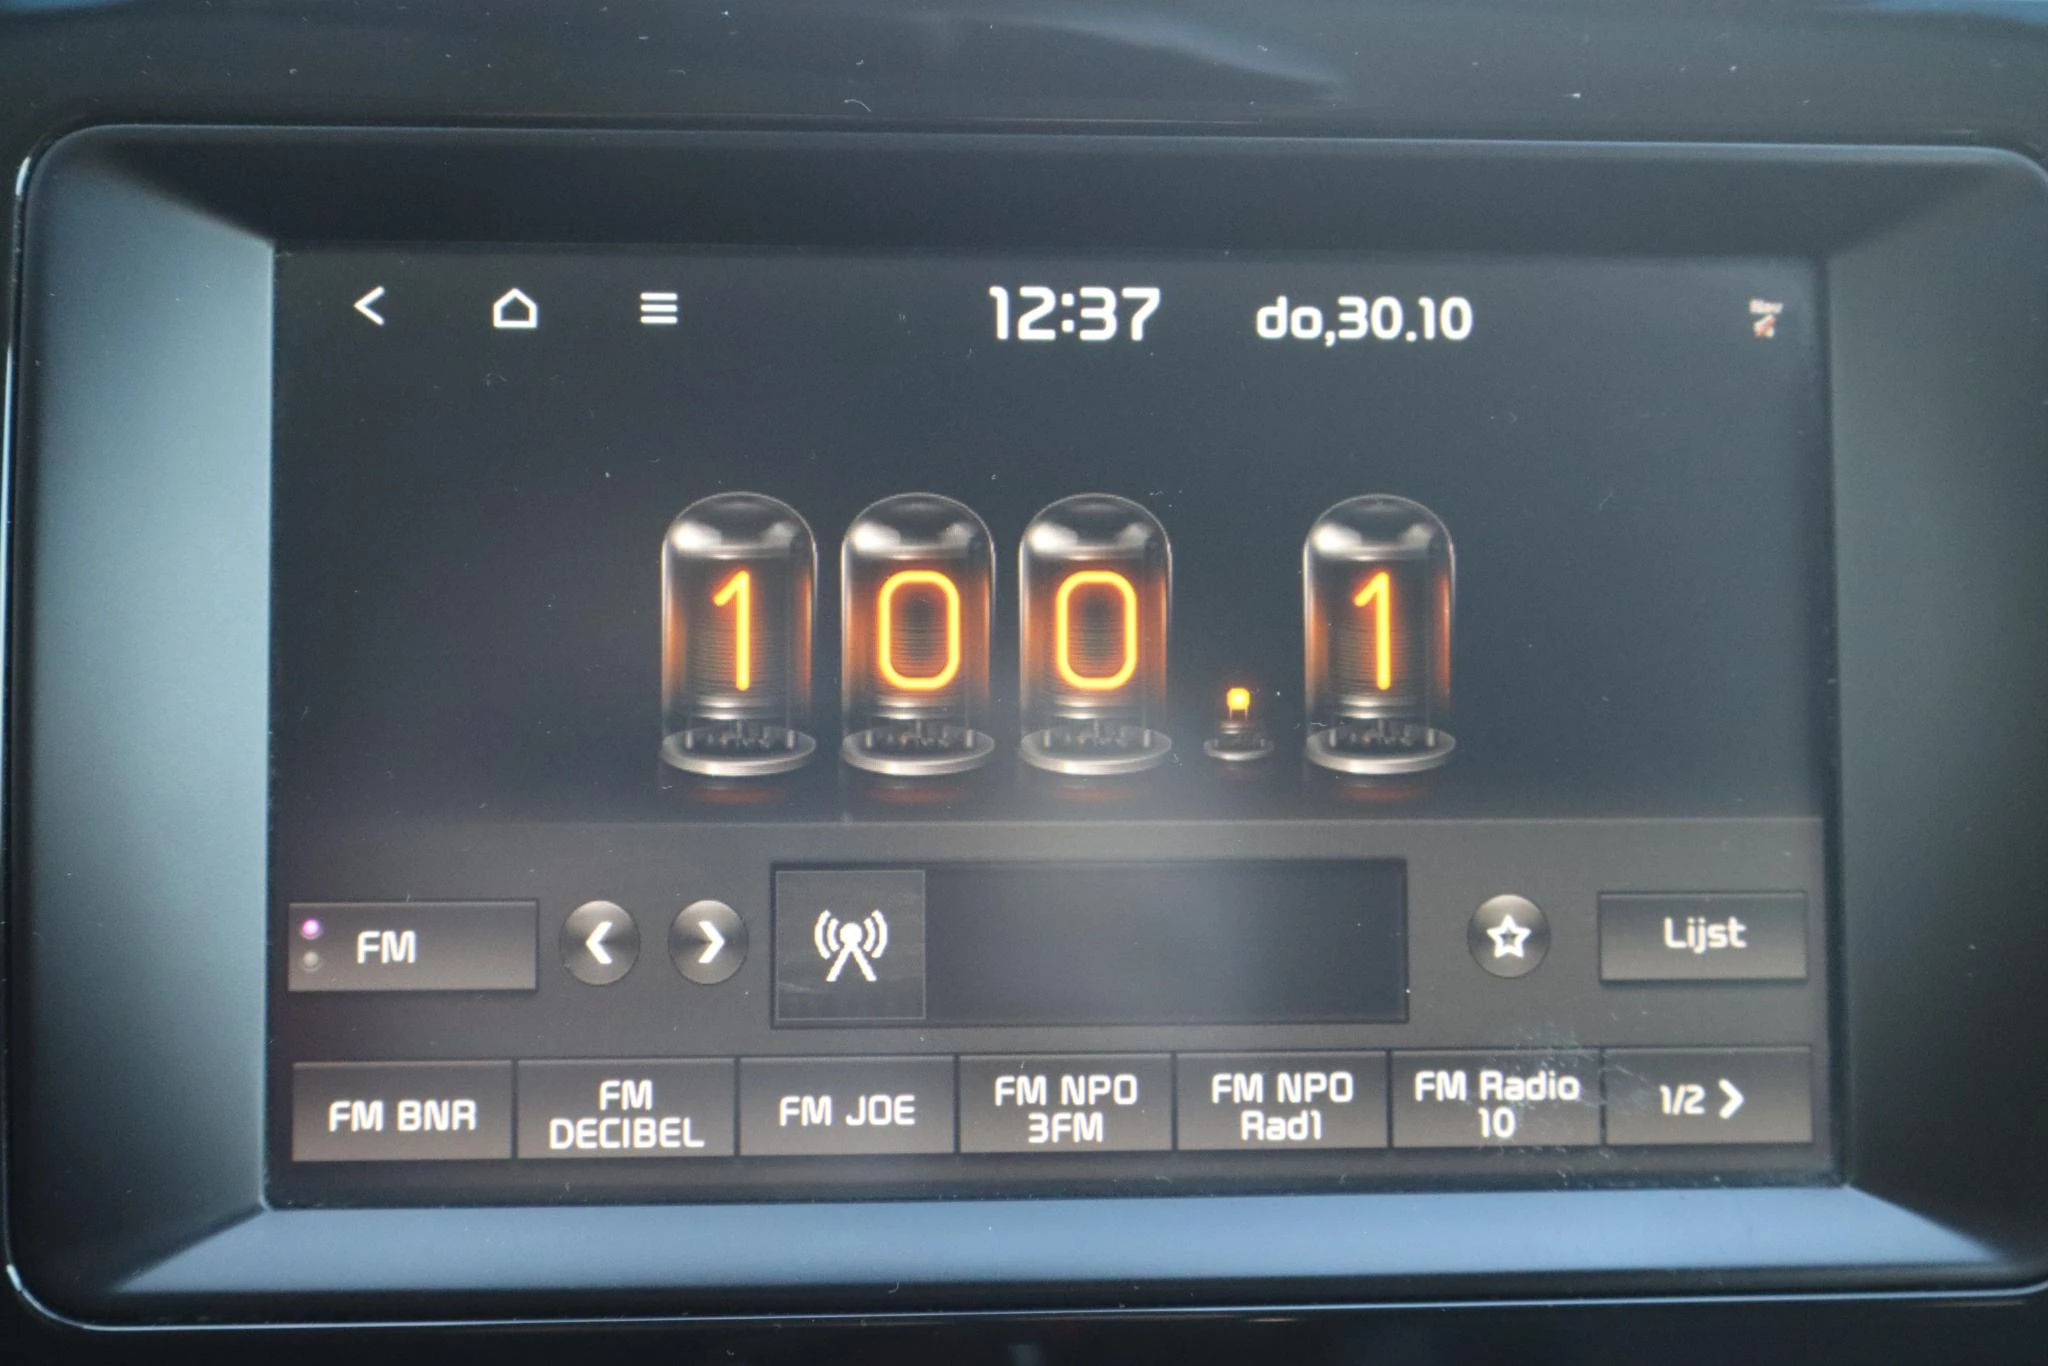 12:37 do,30.10
Nav
100.1
FM
Lijst
FM BNR
FM
DECIBEL
FM JOE
FM NPO
3FM
FM NPO
Rad1
FM Radio
10
1/2